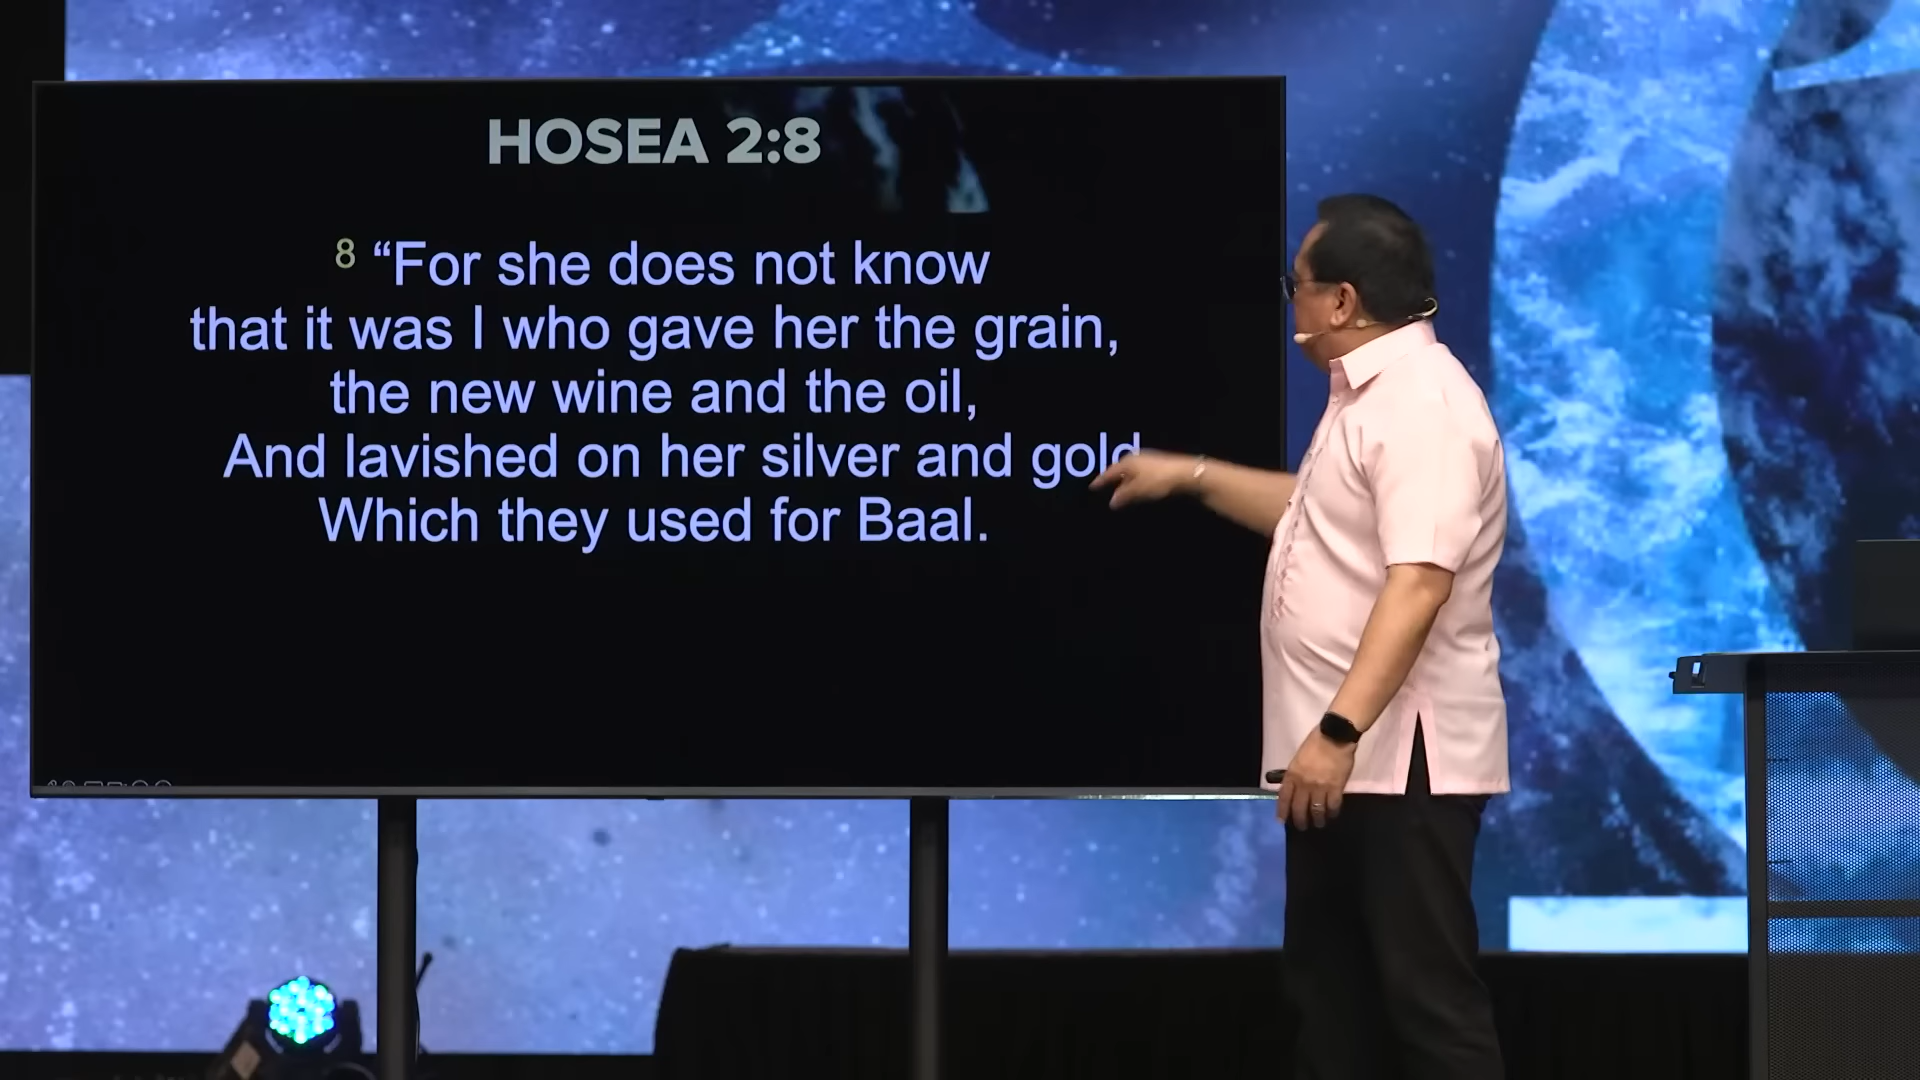 HOSEA 2:8
8 “For she does not know
that it was I who gave her the grain,
the new wine and the oil,
And lavished on her silver and gold
Which they used for Baal.